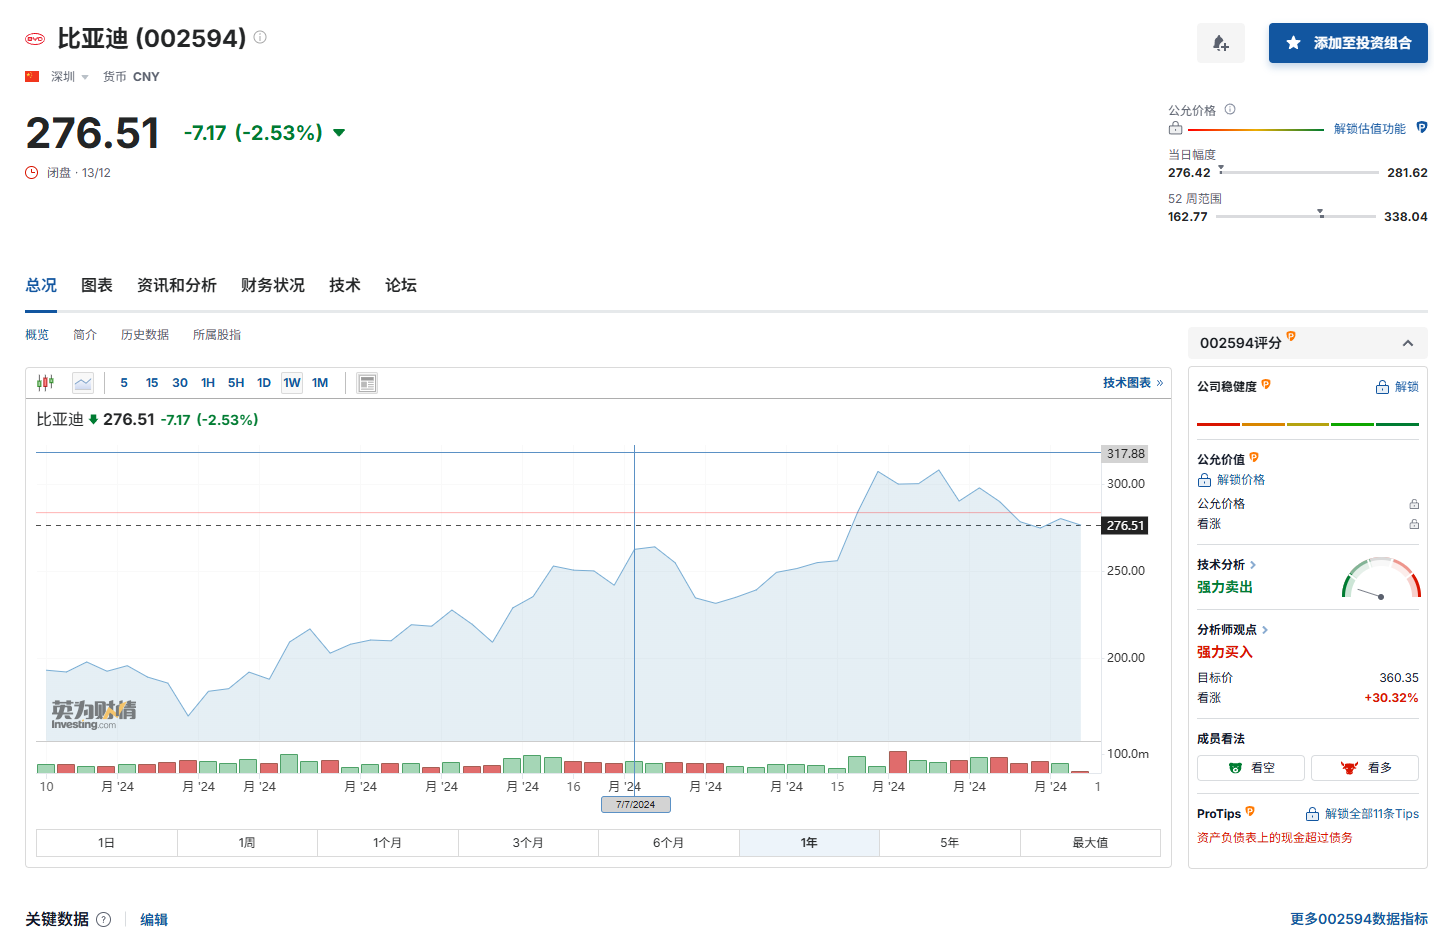 比亚迪 (002594)
添加至投资组合
深圳 货币 CNY
276.51 -7.17 (-2.53%)
闭盘 · 13/12
公允价格
解锁估值功能
当日幅度
276.42 281.62
52 周范围
162.77 338.04
总况 图表 资讯和分析 财务状况 技术 论坛
概览 简介 历史数据 所属股指
5 15 30 1H 5H 1D 1W 1M 技术图表 »
比亚迪 276.51 -7.17 (-2.53%)
317.88
300.00
276.51
250.00
200.00
英为财情
Investing.com
100.0m
10 月 '24 月 '24 月 '24 月 '24 月 '24 月 '24 16 月 '24 月 '24 月 '24 15 月 '24 月 '24 月 '24 1
7/7/2024
1日 1周 1个月 3个月 6个月 1年 5年 最大值
002594评分
公司稳健度 解锁
公允价值
解锁价格
公允价格
看涨
技术分析
强力卖出
分析师观点
强力买入
目标价 360.35
看涨 +30.32%
成员看法
看空 看多
ProTips 解锁全部11条Tips
资产负债表上的现金超过债务
关键数据 编辑 更多002594数据指标